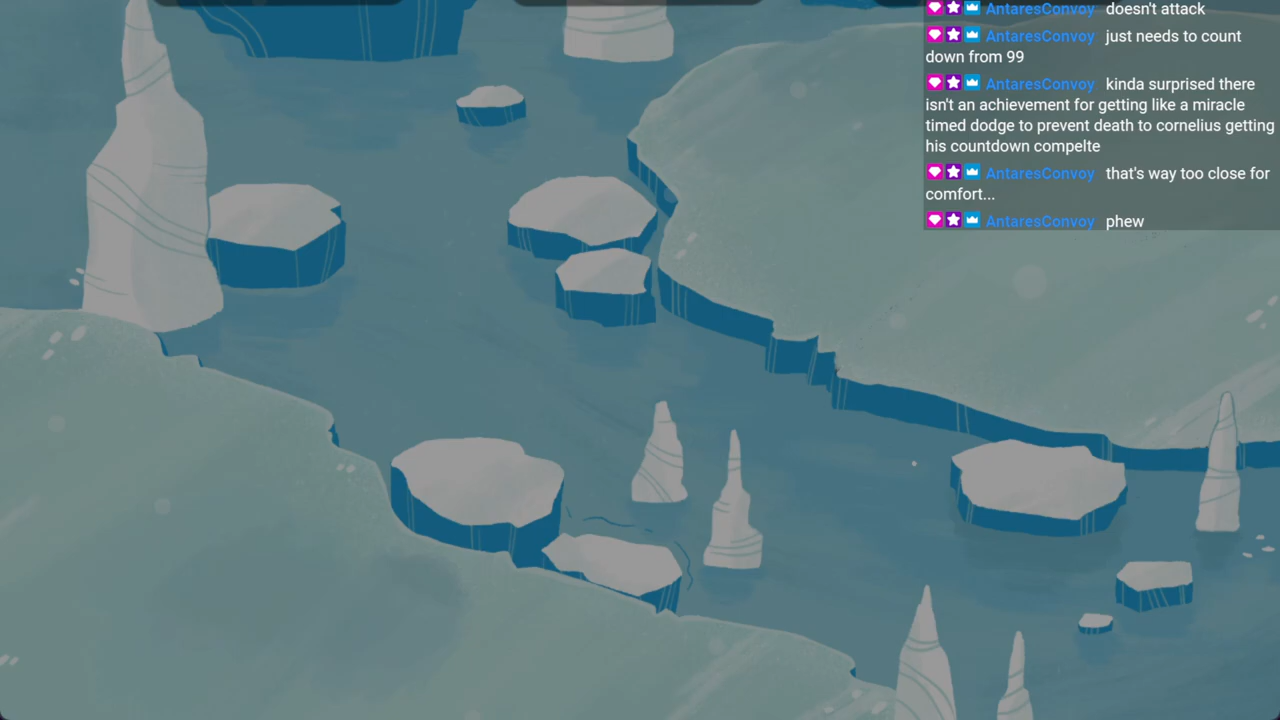 AntaresConvoy doesn't attack
AntaresConvoy just needs to count
down from 99
AntaresConvoy kinda surprised there
isn't an achievement for getting like a miracle
timed dodge to prevent death to cornelius getting
his countdown compelte
AntaresConvoy that's way too close for
comfort...
AntaresConvoy phew